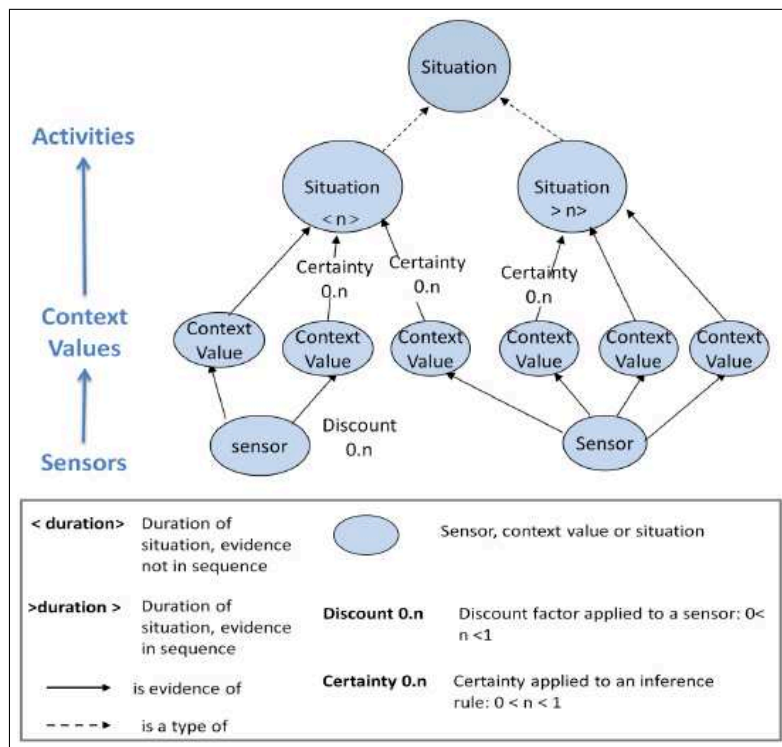 Situation
Activities
Situation
< n >
Situation
> n>
Certainty
0.n
Certainty
0.n
Certainty
0.n
Context
Values
Context
Value
Context
Value
Context
Value
Context
Value
Context
Value
Context
Value
Sensors
sensor
Discount
0.n
Sensor
< duration>
Duration of
situation, evidence
not in sequence
Sensor, context value or situation
>duration >
Duration of
situation, evidence
in sequence
Discount 0.n
Discount factor applied to a sensor: 0<
n <1
is evidence of
Certainty 0.n
Certainty applied to an inference
rule: 0 < n < 1
is a type of